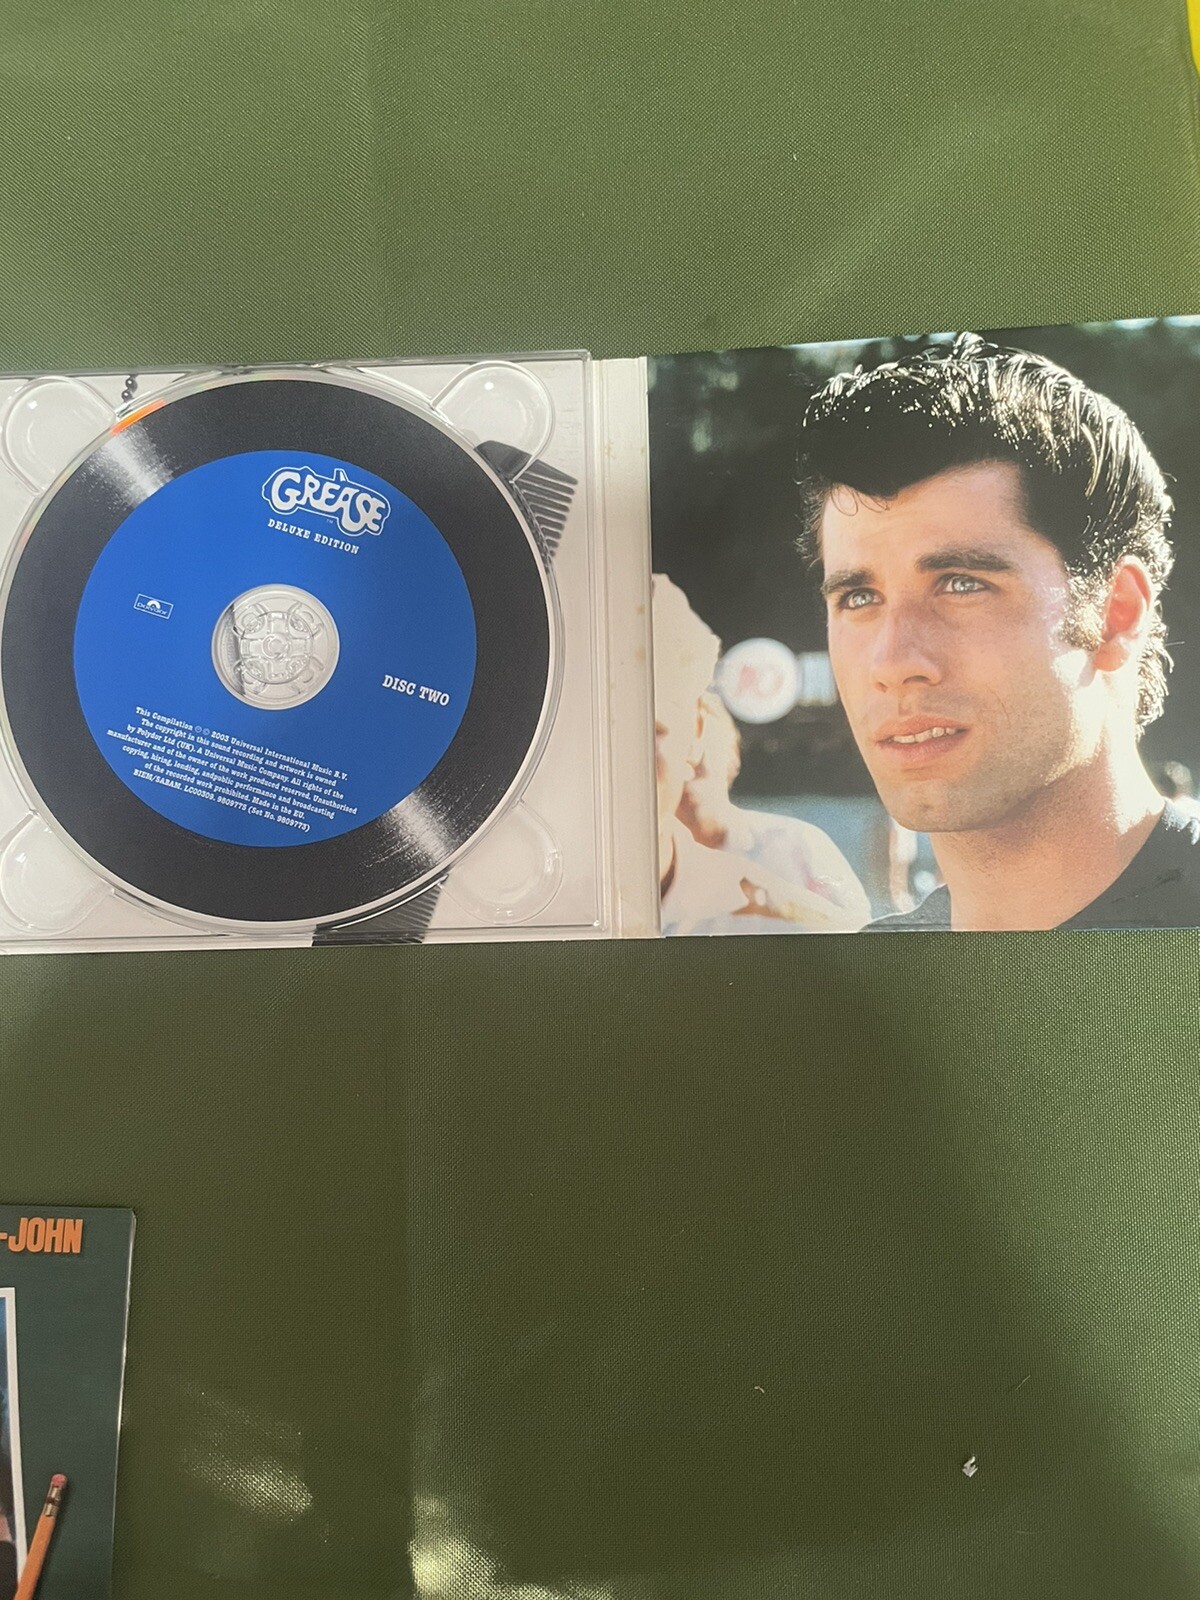 GREASE
TM
DELUXE EDITION
Polydor
DISC TWO
This Compilation ℗ © 2003 Universal International Music B.V.
The copyright in this sound recording and artwork is owned
by Polydor Ltd (UK). A Universal Music Company. All rights of the
manufacturer and of the owner of the work produced reserved. Unauthorised
copying, hiring, lending, andpublic performance and broadcasting
of the recorded work prohibited. Made in the EU.
BIEM/SABAM. LC00309. 9809775 (Set No. 9809773)
-JOHN